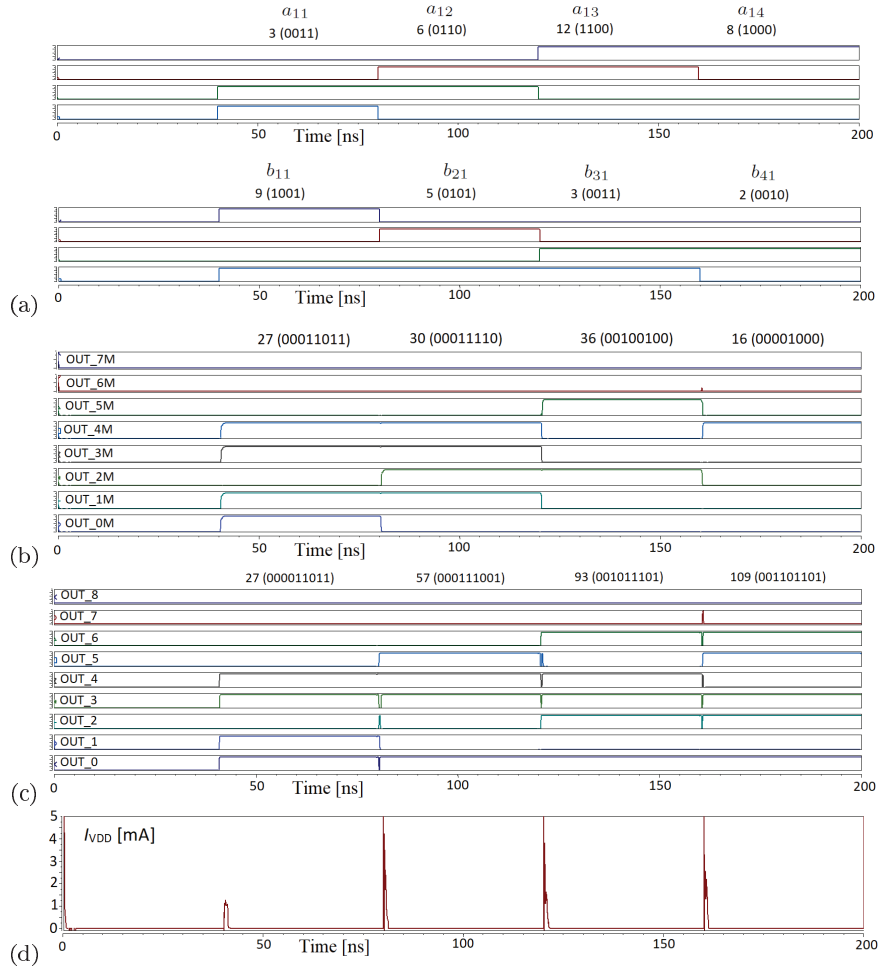 a11 a12 a13 a14
3 (0011) 6 (0110) 12 (1100) 8 (1000)
0 50 100 150 200
Time [ns]
b11 b21 b31 b41
9 (1001) 5 (0101) 3 (0011) 2 (0010)
0 50 100 150 200
Time [ns]
(a)
27 (00011011) 30 (00011110) 36 (00100100) 16 (00001000)
OUT_7M
OUT_6M
OUT_5M
OUT_4M
OUT_3M
OUT_2M
OUT_1M
OUT_0M
0 50 100 150 200
Time [ns]
(b)
27 (000011011) 57 (000111001) 93 (001011101) 109 (001101101)
OUT_8
OUT_7
OUT_6
OUT_5
OUT_4
OUT_3
OUT_2
OUT_1
OUT_0
0 50 100 150 200
Time [ns]
(c)
5
4
3
2
1
0
IVDD [mA]
0 50 100 150 200
Time [ns]
(d)